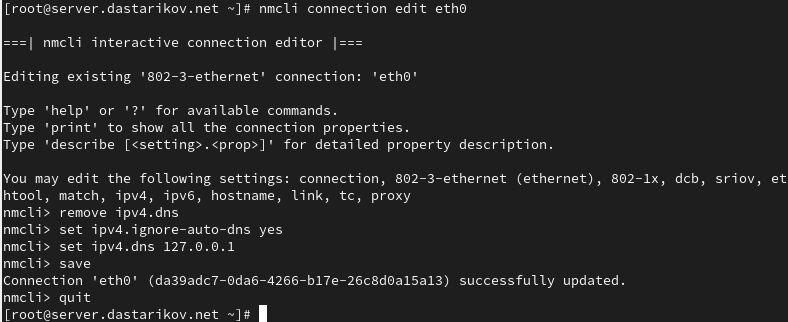 [root@server.dastarikov.net ~]# nmcli connection edit eth0
===| nmcli interactive connection editor |===
Editing existing '802-3-ethernet' connection: 'eth0'
Type 'help' or '?' for available commands.
Type 'print' to show all the connection properties.
Type 'describe [<setting>.<prop>]' for detailed property description.
You may edit the following settings: connection, 802-3-ethernet (ethernet), 802-1x, dcb, sriov, et
htool, match, ipv4, ipv6, hostname, link, tc, proxy
nmcli> remove ipv4.dns
nmcli> set ipv4.ignore-auto-dns yes
nmcli> set ipv4.dns 127.0.0.1
nmcli> save
Connection 'eth0' (da39adc7-0da6-4266-b17e-26c8d0a15a13) successfully updated.
nmcli> quit
[root@server.dastarikov.net ~]#